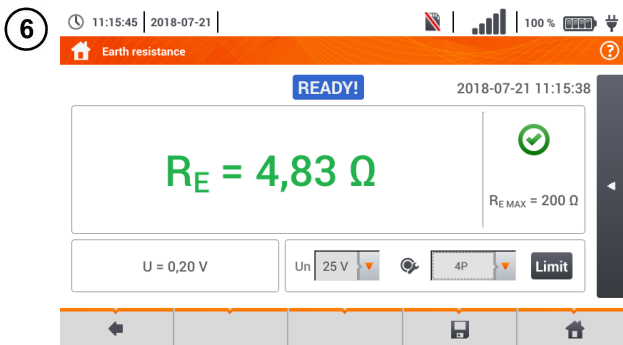 6
11:15:45 2018-07-21 100 %
Earth resistance ?
READY! 2018-07-21 11:15:38
RE = 4,83 Ω
RE MAX = 200 Ω
U = 0,20 V Un 25 V 4P Limit